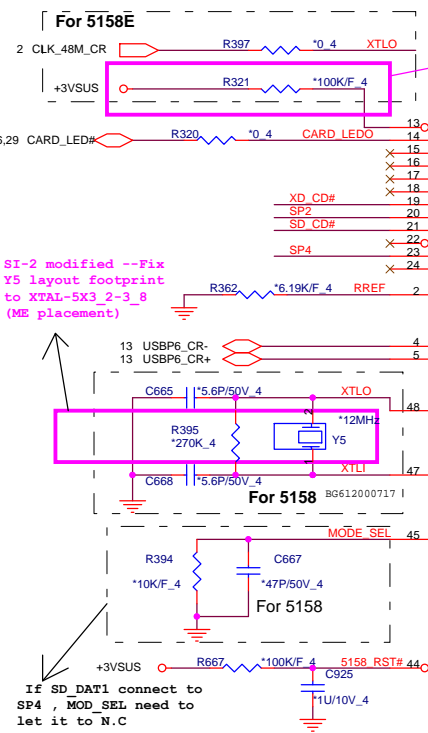 For 5158E
2 CLK_48M_CR R397 *0_4 XTLO
+3VSUS R321 *100K/F_4
13
6,29 CARD_LED# R320 *0_4 CARD_LEDO 14
15
16
17
18
XD_CD# 19
SP2 20
SD_CD# 21
22
SP4 23
24
SI-2 modified --Fix
Y5 layout footprint
to XTAL-5X3_2-3_8
(ME placement)
R362 *6.19K/F_4 RREF 2
13 USBP6_CR- 4
13 USBP6_CR+ 5
C665 *5.6P/50V_4 XTLO 48
2 *12MHz
R395
*270K_4
Y5
1
C668 *5.6P/50V_4 XTLI 47
For 5158 BG612000717
MODE_SEL 45
R394 C667
*10K/F_4 *47P/50V_4
For 5158
+3VSUS R667 *100K/F_4 5158_RST# 44
C925
*1U/10V_4
If SD_DAT1 connect to
SP4 , MOD_SEL need to
let it to N.C